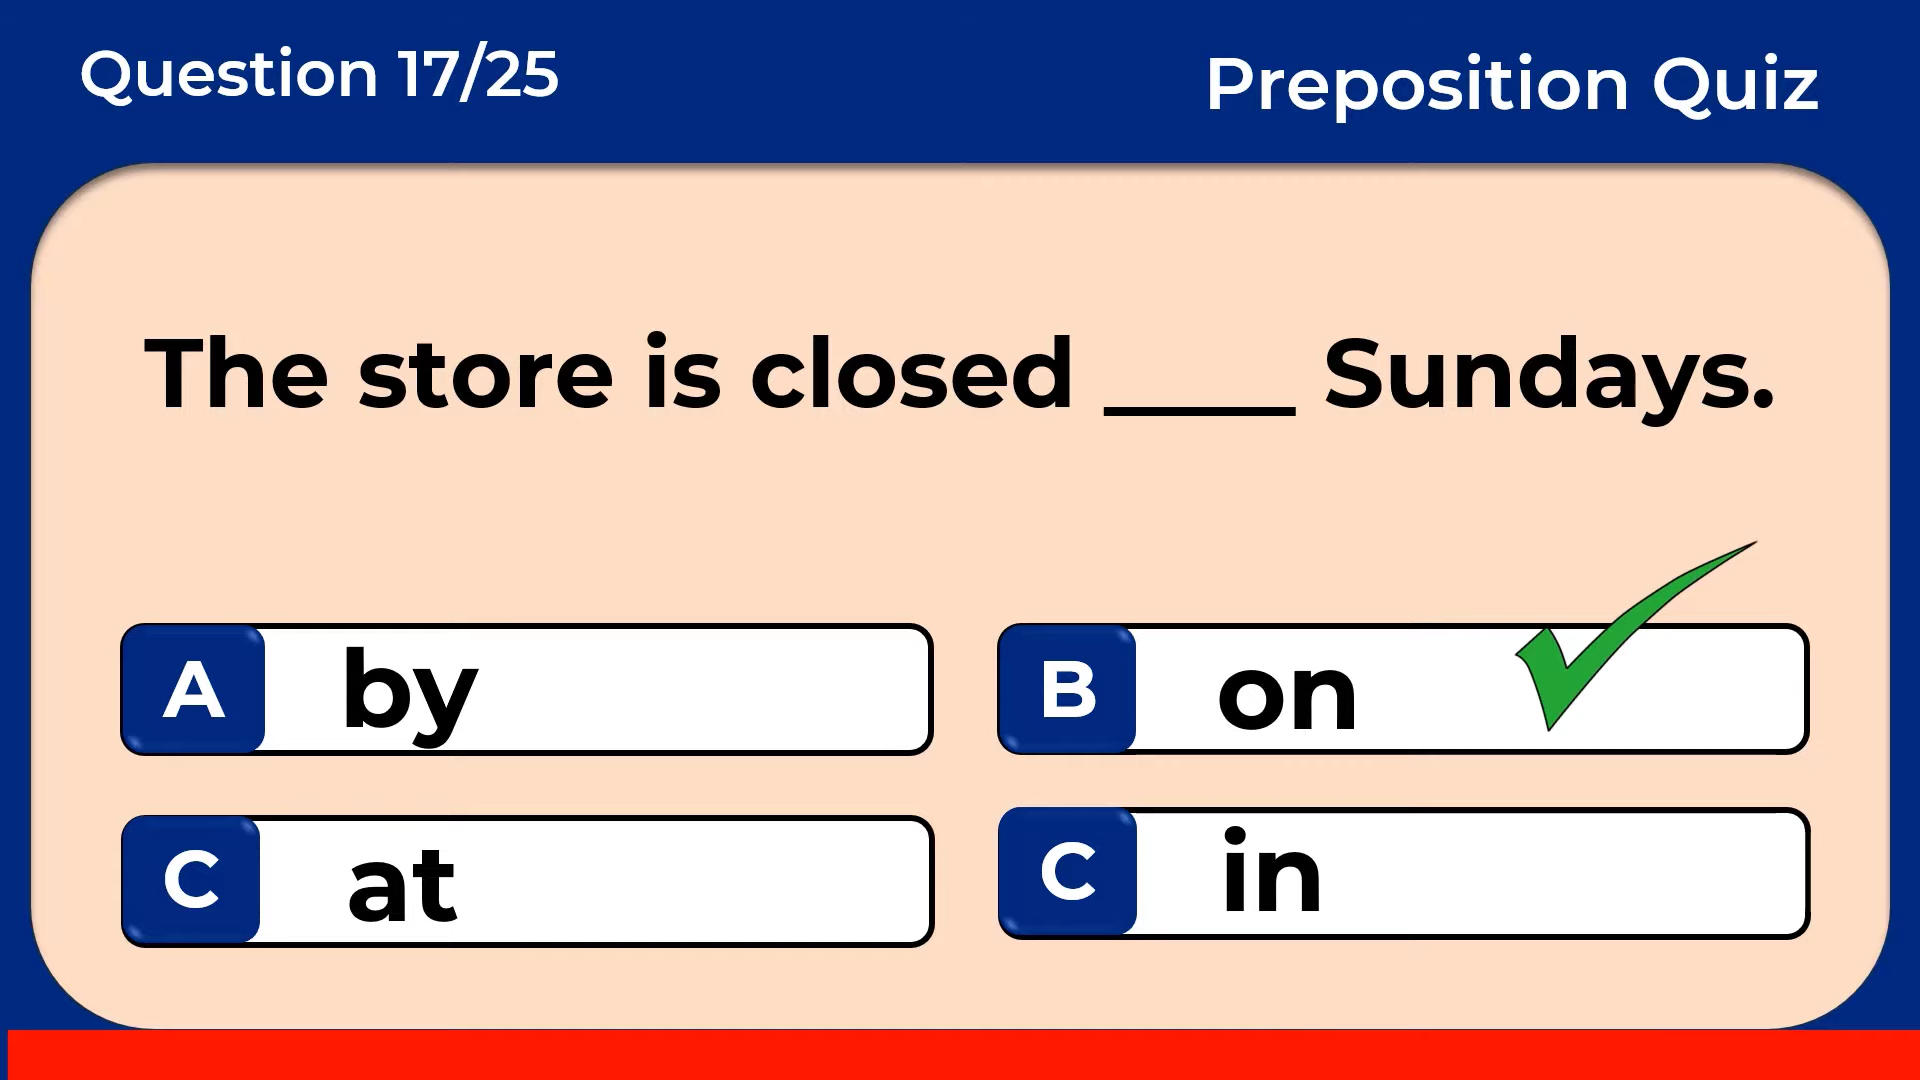 Question 17/25
Preposition Quiz
The store is closed ____ Sundays.
A by
B on
C at
C in